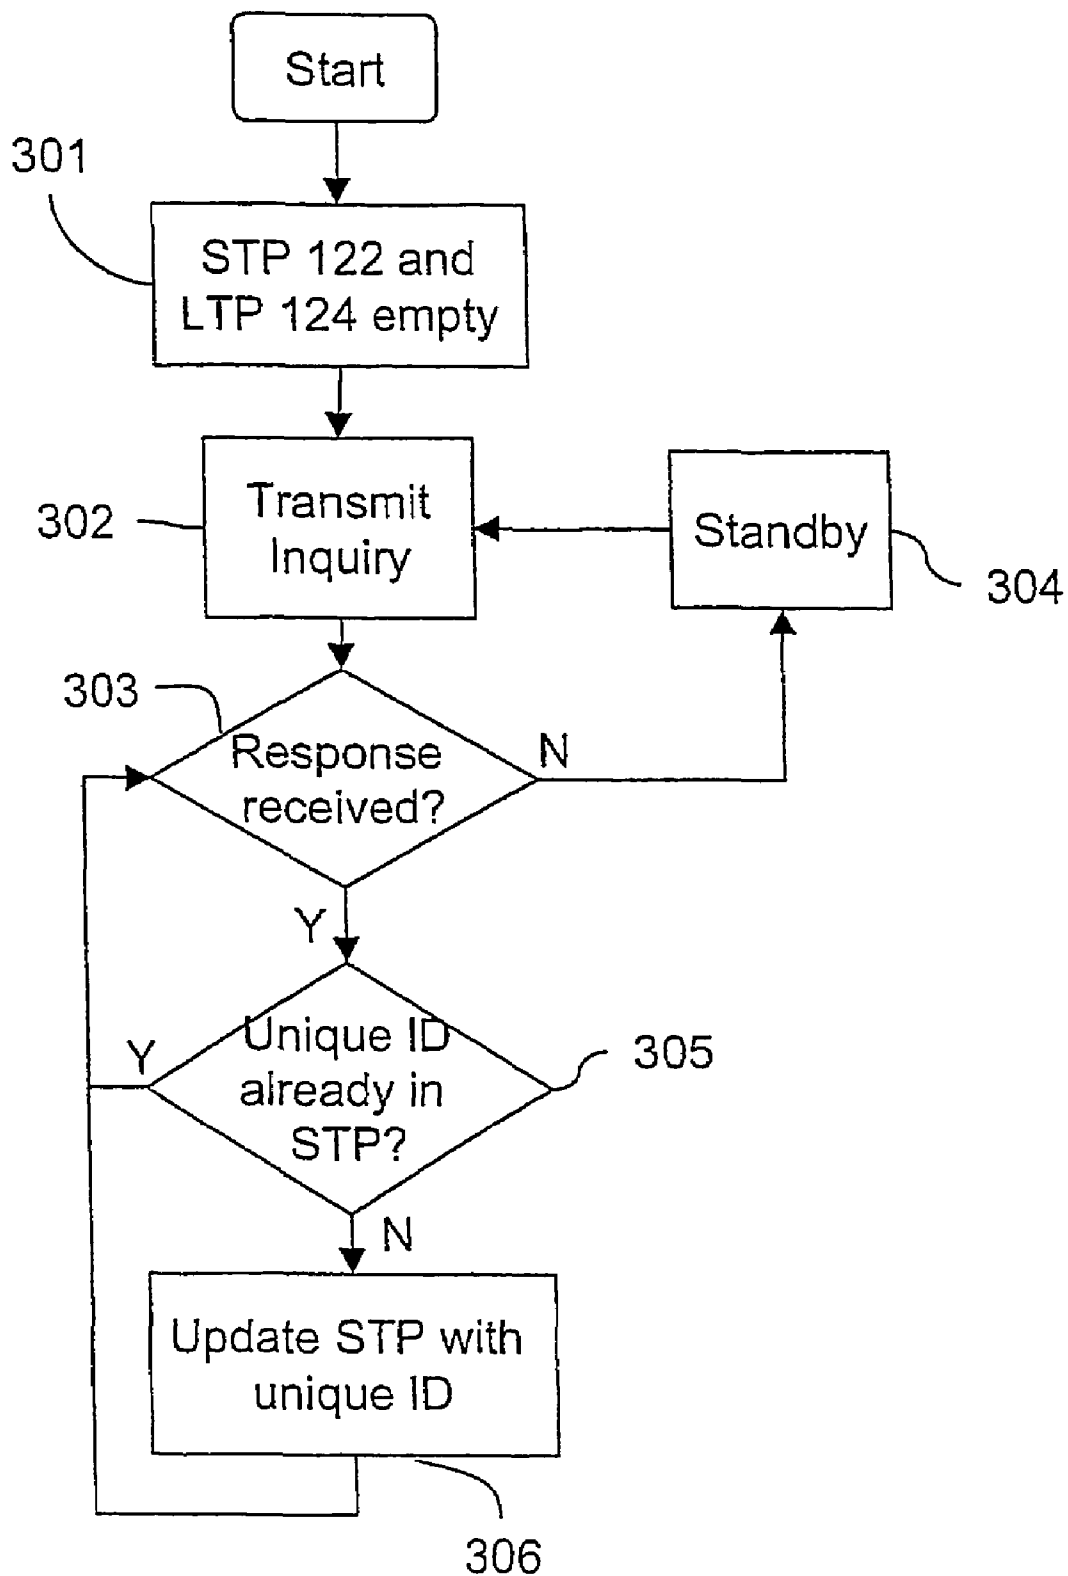 Start
301
STP 122 and
LTP 124 empty
302
Transmit
Inquiry
Standby
304
303
Response
received?
N
Y
Unique ID
already in
STP?
Y
305
N
Update STP with
unique ID
306